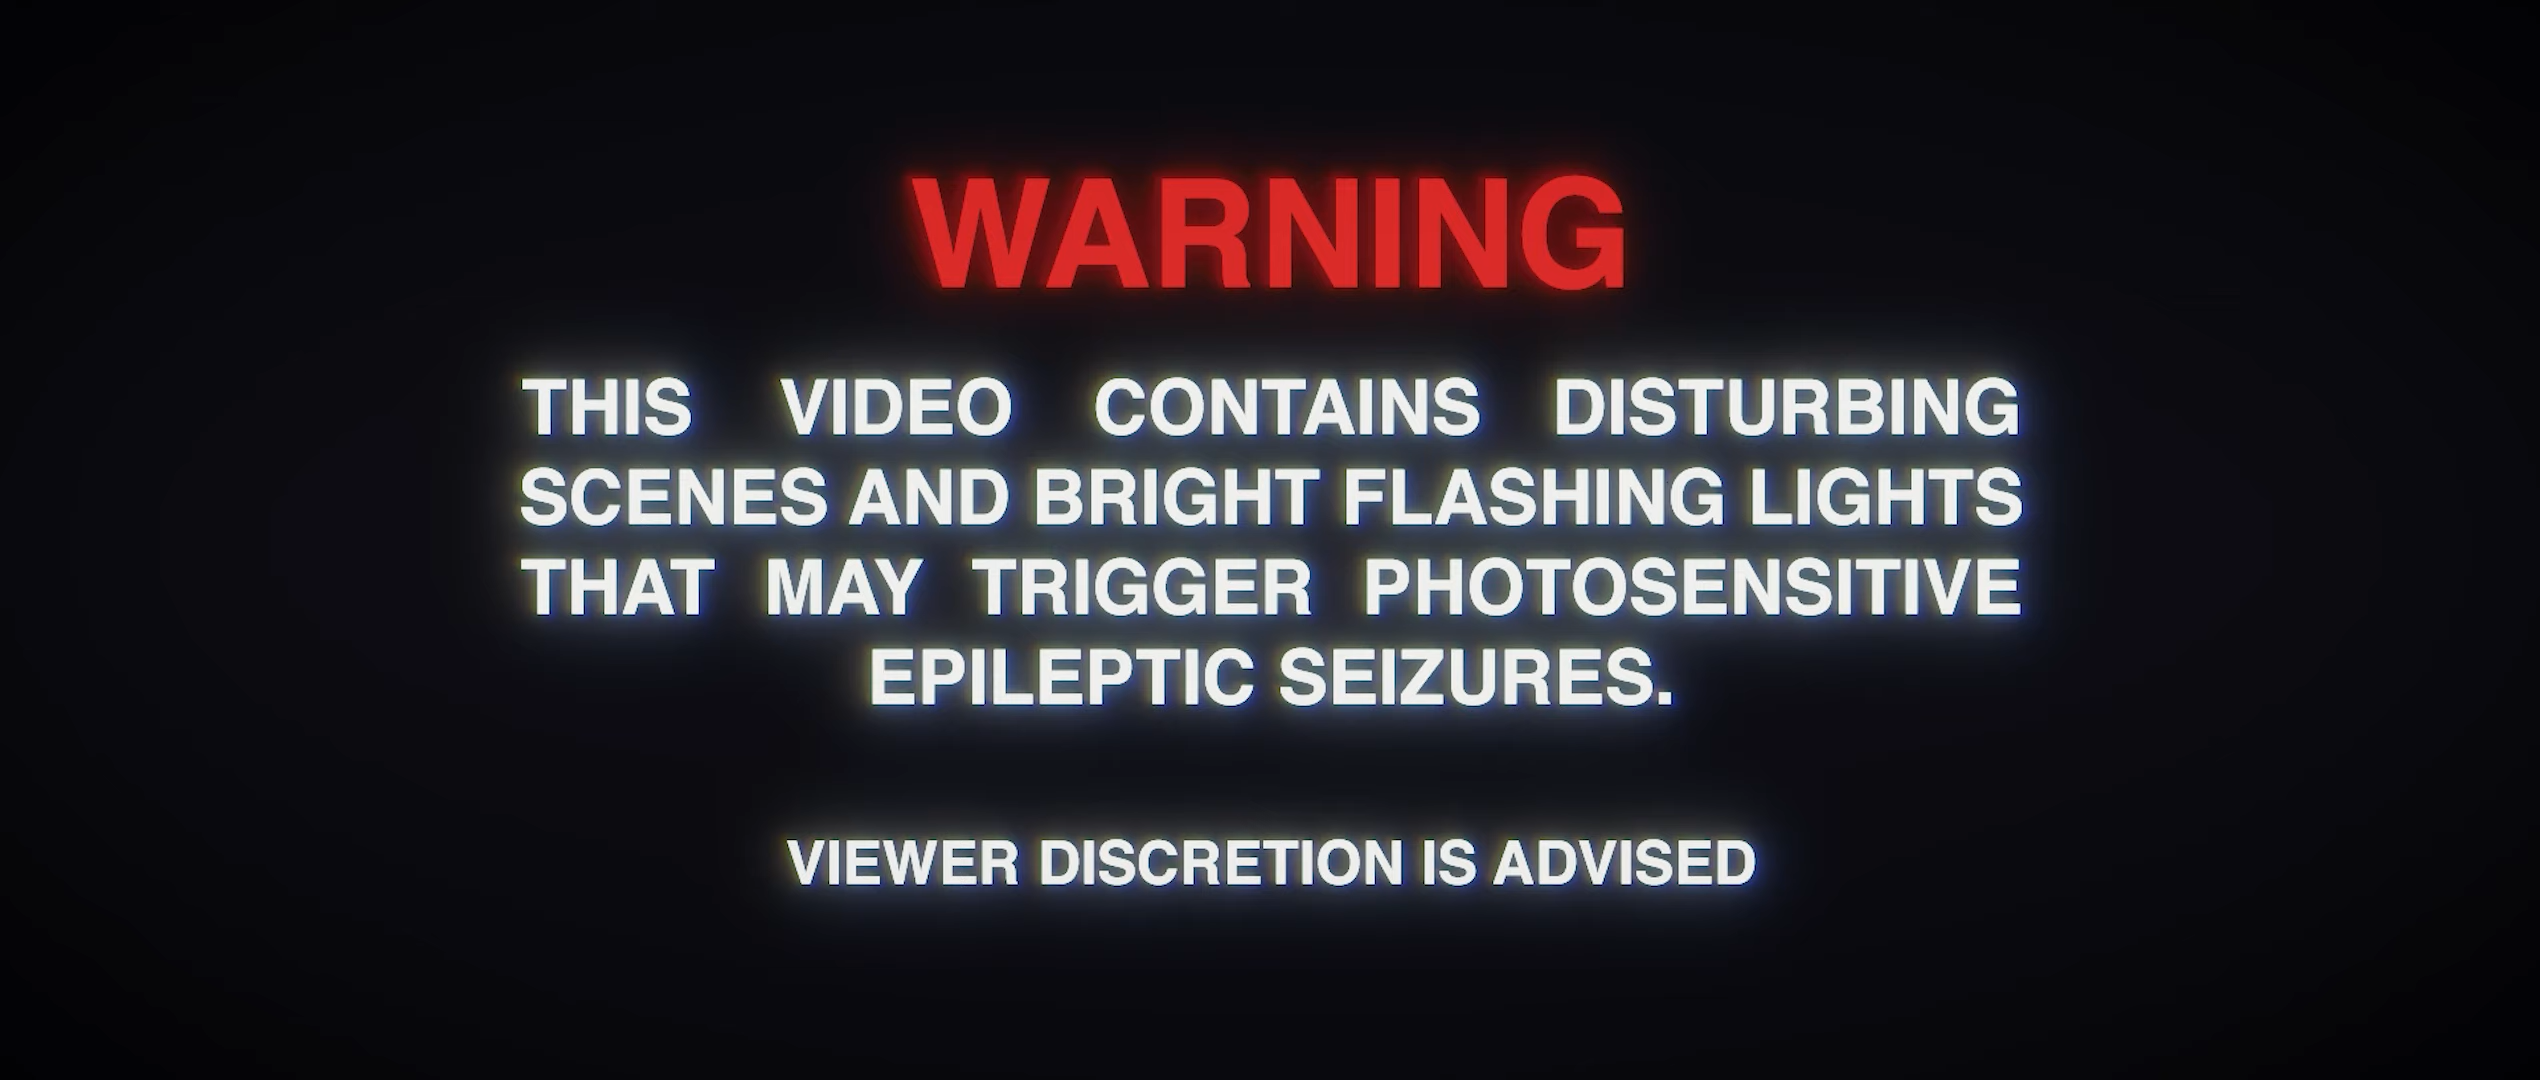 WARNING
THIS VIDEO CONTAINS DISTURBING
SCENES AND BRIGHT FLASHING LIGHTS
THAT MAY TRIGGER PHOTOSENSITIVE
EPILEPTIC SEIZURES.
VIEWER DISCRETION IS ADVISED